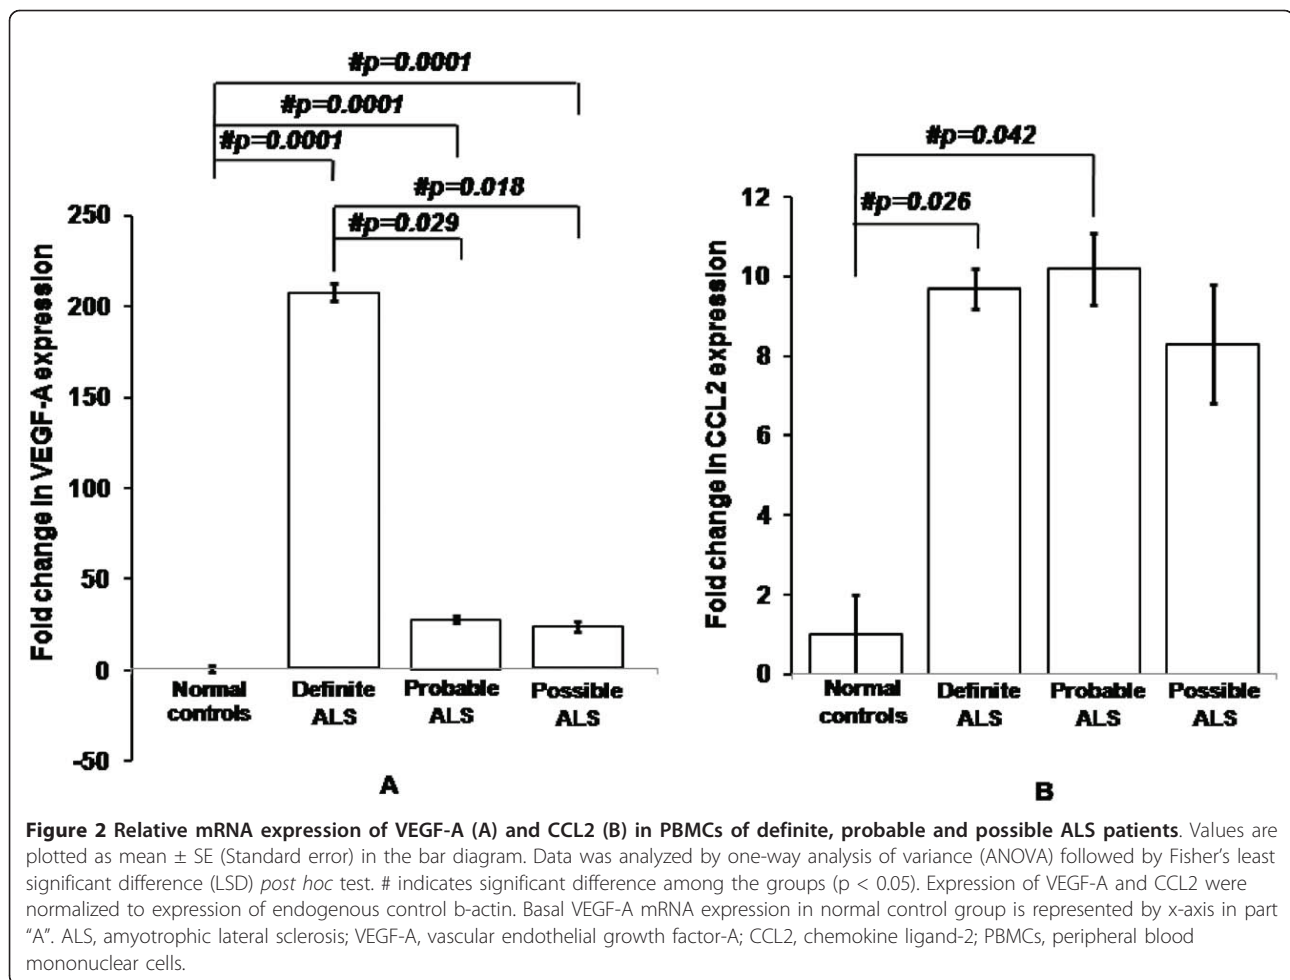 #p=0.0001
#p=0.0001
#p=0.0001
#p=0.018
#p=0.029
Fold change in VEGF-A expression
250
200
150
100
50
0
-50
Normal controls
Definite ALS
Probable ALS
Possible ALS
A
#p=0.042
#p=0.026
Fold change in CCL2 expression
12
10
8
6
4
2
0
Normal controls
Definite ALS
Probable ALS
Possible ALS
B
Figure 2 Relative mRNA expression of VEGF-A (A) and CCL2 (B) in PBMCs of definite, probable and possible ALS patients. Values are
plotted as mean ± SE (Standard error) in the bar diagram. Data was analyzed by one-way analysis of variance (ANOVA) followed by Fisher's least
significant difference (LSD) post hoc test. # indicates significant difference among the groups (p < 0.05). Expression of VEGF-A and CCL2 were
normalized to expression of endogenous control b-actin. Basal VEGF-A mRNA expression in normal control group is represented by x-axis in part
"A". ALS, amyotrophic lateral sclerosis; VEGF-A, vascular endothelial growth factor-A; CCL2, chemokine ligand-2; PBMCs, peripheral blood
mononuclear cells.